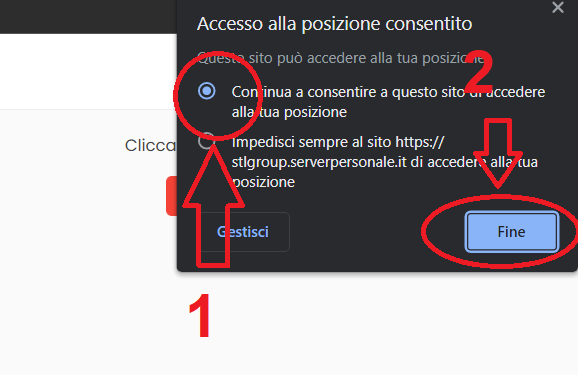 Accesso alla posizione consentito
Questo sito può accedere alla tua posizione
2
Continua a consentire a questo sito di accedere
alla tua posizione
Clicca
Impedisci sempre al sito https://
stlgroup.serverpersonale.it di accedere alla tua
posizione
Gestisci
Fine
1